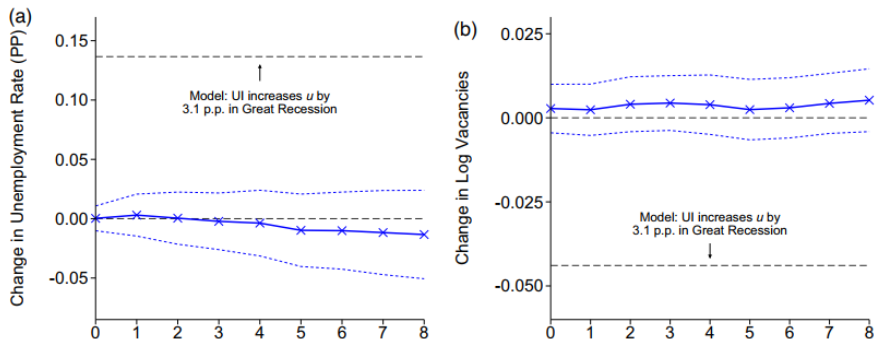 (a)
Change in Unemployment Rate (PP)
0.15
0.10
0.05
0.00
-0.05
Model: UI increases u by
3.1 p.p. in Great Recession
0 1 2 3 4 5 6 7 8
(b)
Change in Log Vacancies
0.025
0.000
-0.025
-0.050
Model: UI increases u by
3.1 p.p. in Great Recession
0 1 2 3 4 5 6 7 8